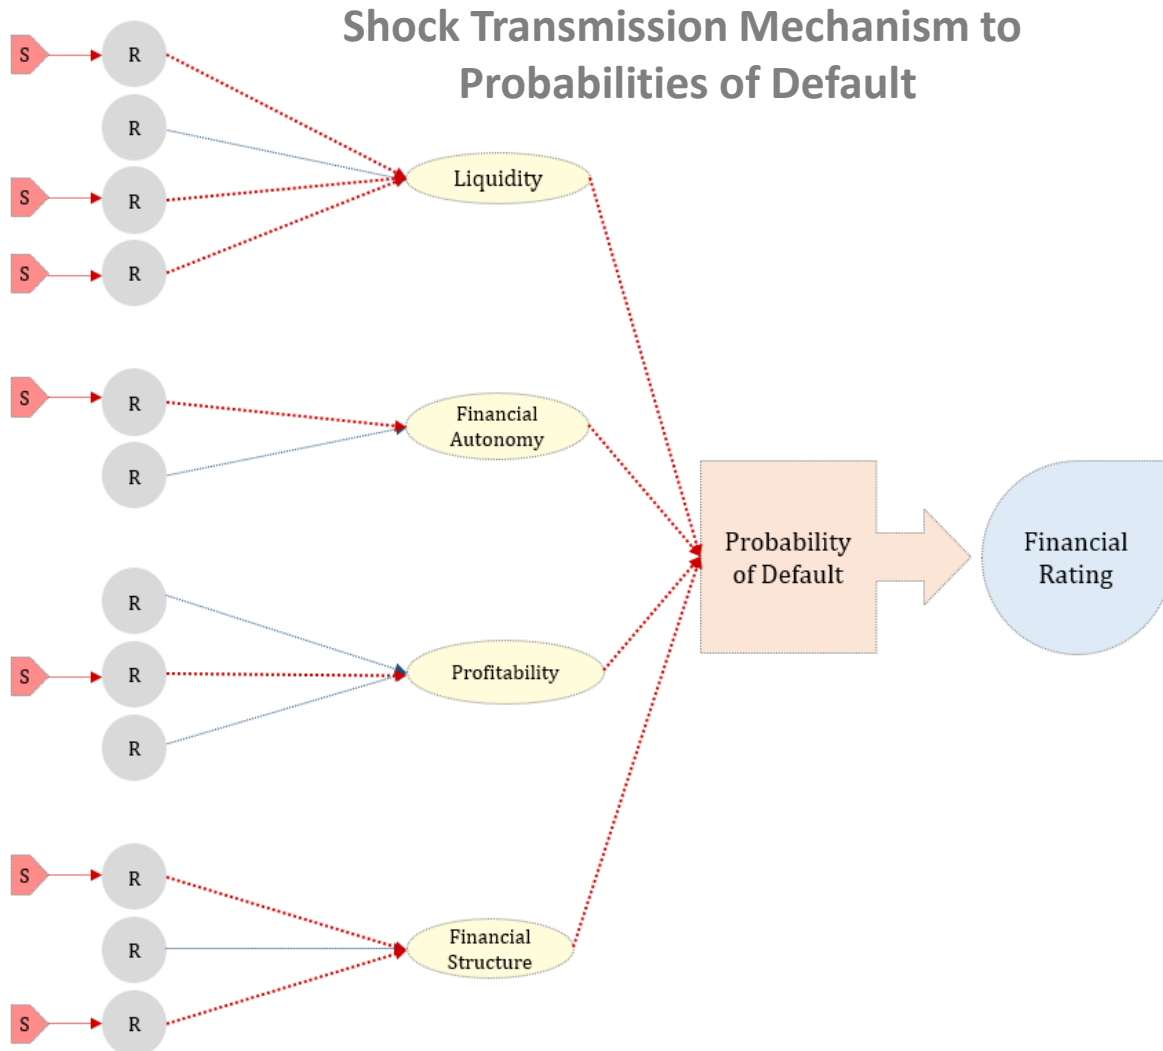 Shock Transmission Mechanism to
Probabilities of Default
S
R
R
S
R
S
R
Liquidity
S
R
R
Financial
Autonomy
R
S
R
R
Profitability
S
R
R
S
R
Financial
Structure
Probability
of Default
Financial
Rating